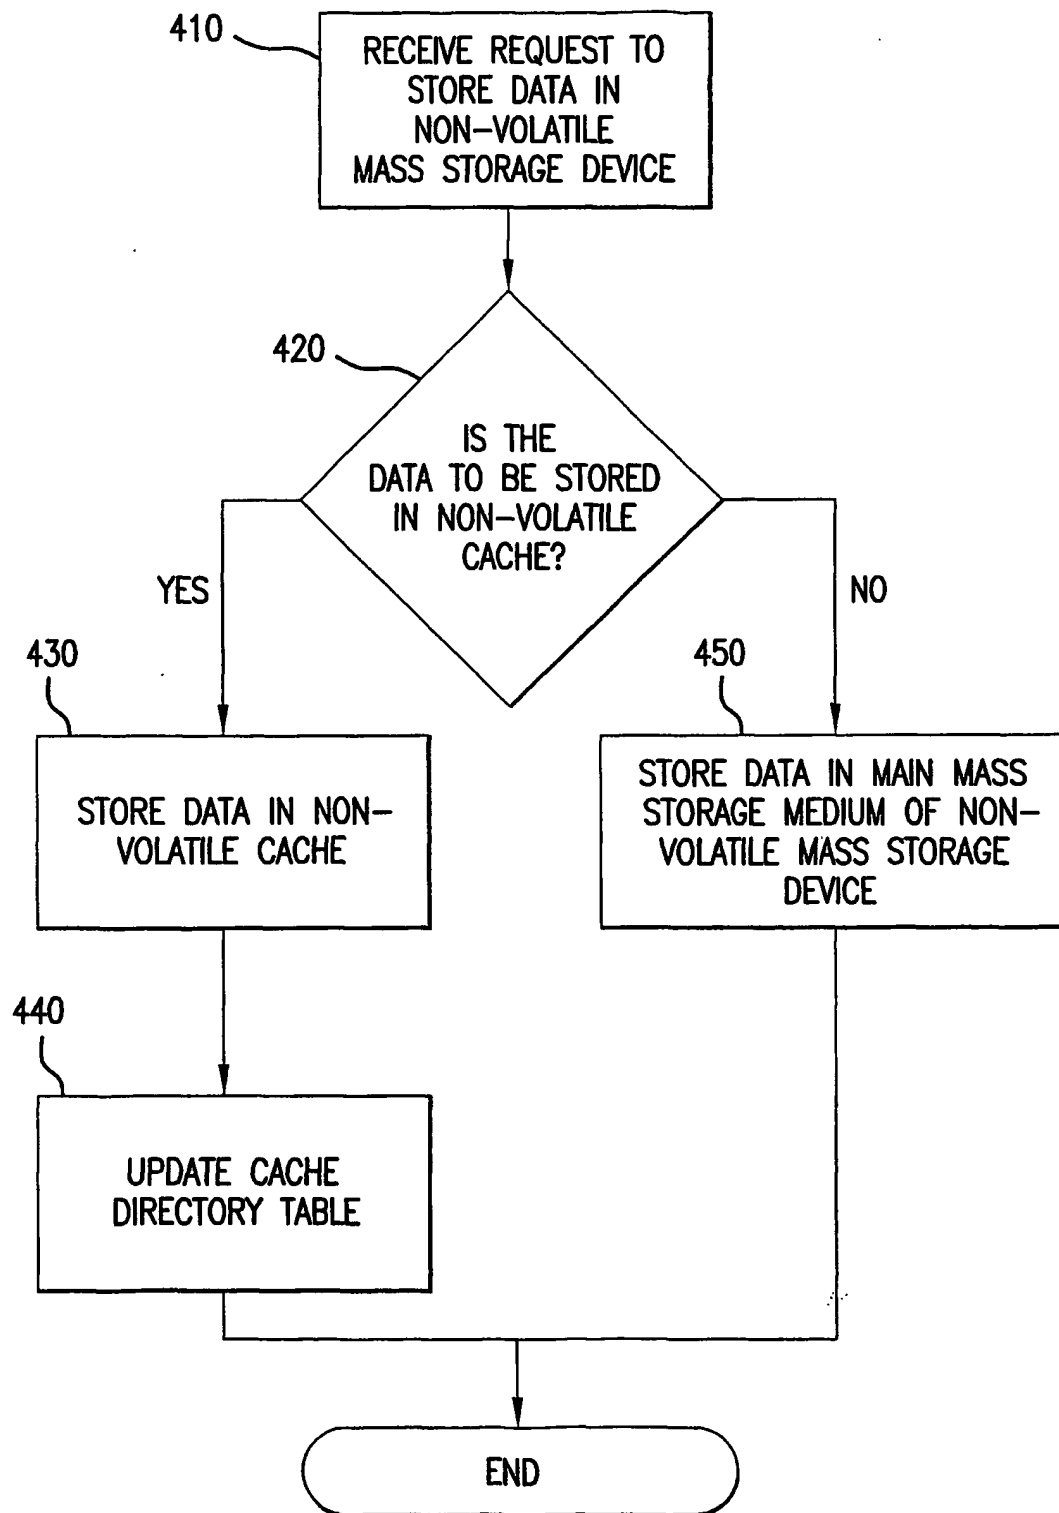 410
RECEIVE REQUEST TO
STORE DATA IN
NON-VOLATILE
MASS STORAGE DEVICE
420
IS THE
DATA TO BE STORED
IN NON-VOLATILE
CACHE?
YES
NO
430
STORE DATA IN NON-
VOLATILE CACHE
450
STORE DATA IN MAIN MASS
STORAGE MEDIUM OF NON-
VOLATILE MASS STORAGE
DEVICE
440
UPDATE CACHE
DIRECTORY TABLE
END